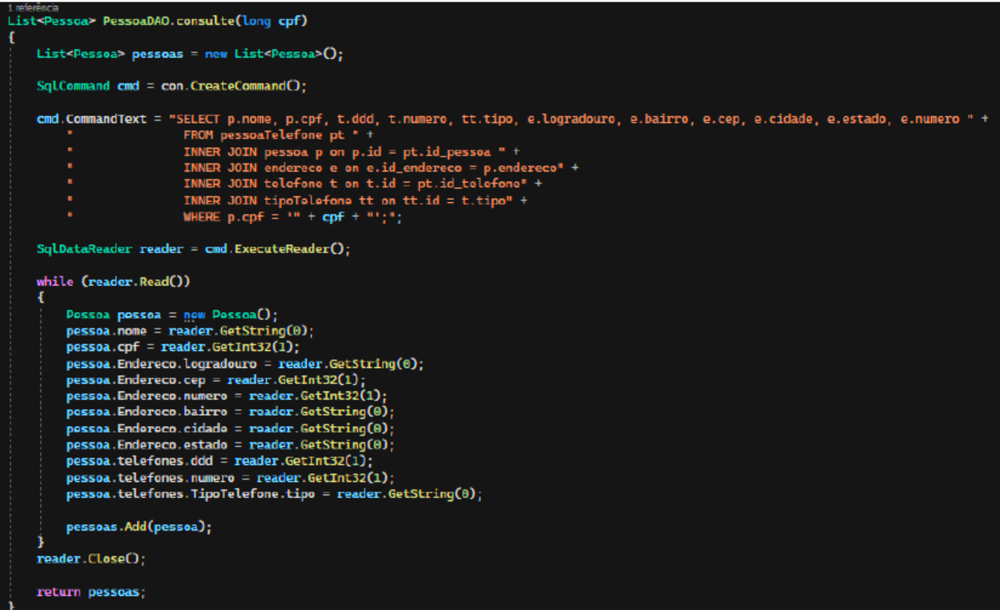 1 referência
List<Pessoa> PessoaDAO.consulte(long cpf)
{
List<Pessoa> pessoas = new List<Pessoa>();
SqlCommand cmd = con.CreateCommand();
cmd.CommandText = "SELECT p.nome, p.cpf, t.ddd, t.numero, tt.tipo, e.logradouro, e.bairro, e.cep, e.cidade, e.estado, e.numero " +
" FROM pessoaTelefone pt " +
" INNER JOIN pessoa p on p.id = pt.id_pessoa " +
" INNER JOIN endereco e on e.id_endereco = p.endereco" +
" INNER JOIN telefone t on t.id = pt.id_telefone" +
" INNER JOIN tipoTelefone tt on tt.id = t.tipo" +
" WHERE p.cpf = '" + cpf + "';";
SqlDataReader reader = cmd.ExecuteReader();
while (reader.Read())
{
Pessoa pessoa = new Pessoa();
pessoa.nome = reader.GetString(0);
pessoa.cpf = reader.GetInt32(1);
pessoa.Endereco.logradouro = reader.GetString(0);
pessoa.Endereco.cep = reader.GetInt32(1);
pessoa.Endereco.numero = reader.GetInt32(1);
pessoa.Endereco.bairro = reader.GetString(0);
pessoa.Endereco.cidade = reader.GetString(0);
pessoa.Endereco.estado = reader.GetString(0);
pessoa.telefones.ddd = reader.GetInt32(1);
pessoa.telefones.numero = reader.GetInt32(1);
pessoa.telefones.TipoTelefone.tipo = reader.GetString(0);
pessoas.Add(pessoa);
}
reader.Close();
return pessoas;
}